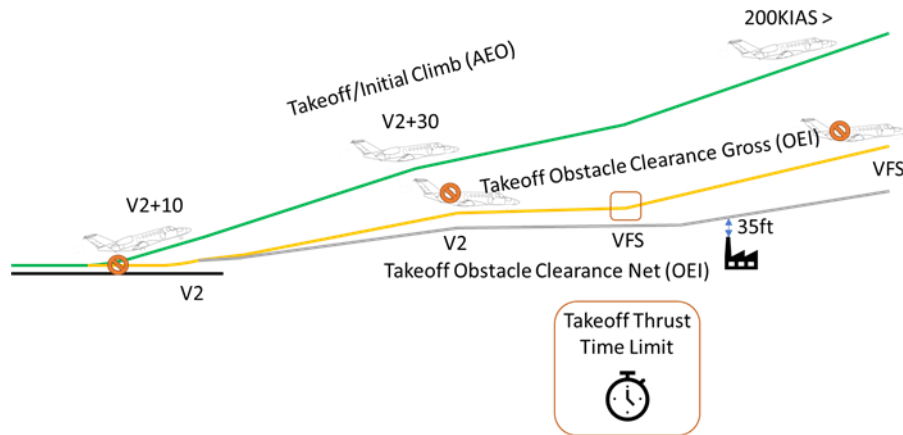 200KIAS >
Takeoff/Initial Climb (AEO)
V2+30
Takeoff Obstacle Clearance Gross (OEI)
VFS
V2+10
V2
VFS
35ft
Takeoff Obstacle Clearance Net (OEI)
V2
Takeoff Thrust
Time Limit